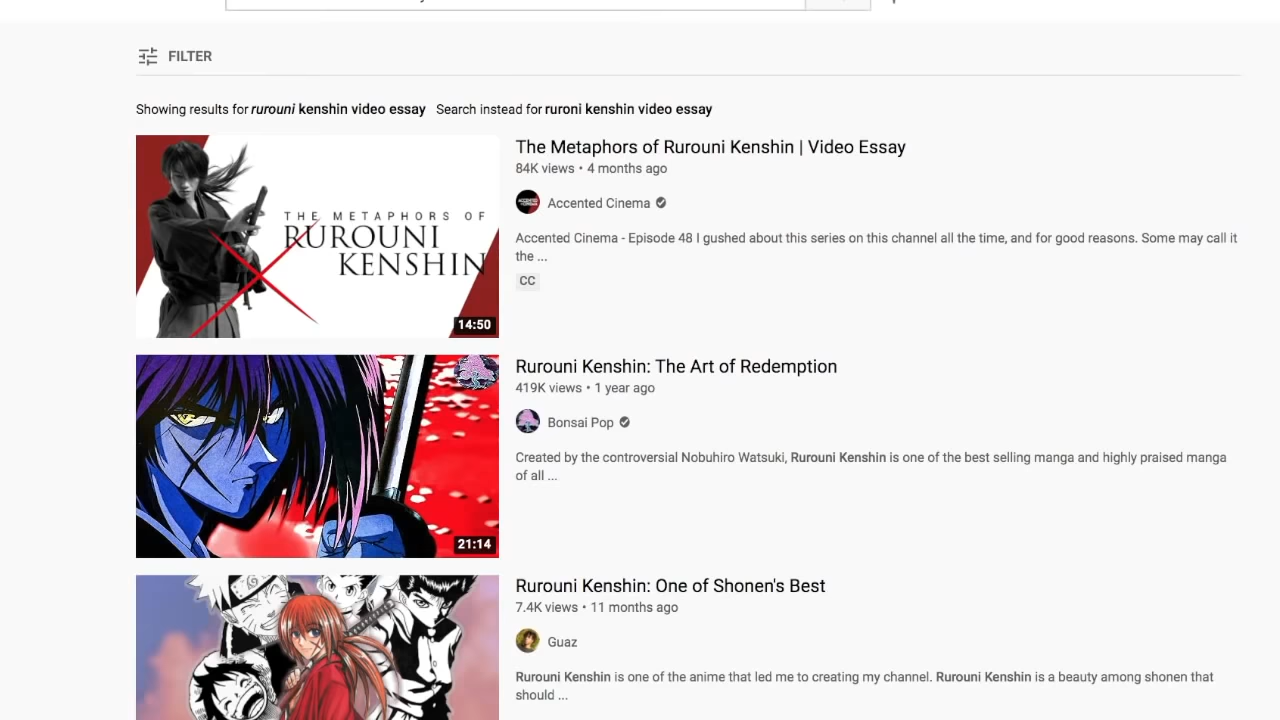 FILTER
Showing results for rurouni kenshin video essay Search instead for ruroni kenshin video essay
THE METAPHORS OF
RUROUNI
KENSHIN
14:50
The Metaphors of Rurouni Kenshin | Video Essay
84K views • 4 months ago
Accented Cinema
Accented Cinema - Episode 48 I gushed about this series on this channel all the time, and for good reasons. Some may call it
the ...
CC
21:14
Rurouni Kenshin: The Art of Redemption
419K views • 1 year ago
Bonsai Pop
Created by the controversial Nobuhiro Watsuki, Rurouni Kenshin is one of the best selling manga and highly praised manga
of all ...
Rurouni Kenshin: One of Shonen's Best
7.4K views • 11 months ago
Guaz
Rurouni Kenshin is one of the anime that led me to creating my channel. Rurouni Kenshin is a beauty among shonen that
should ...